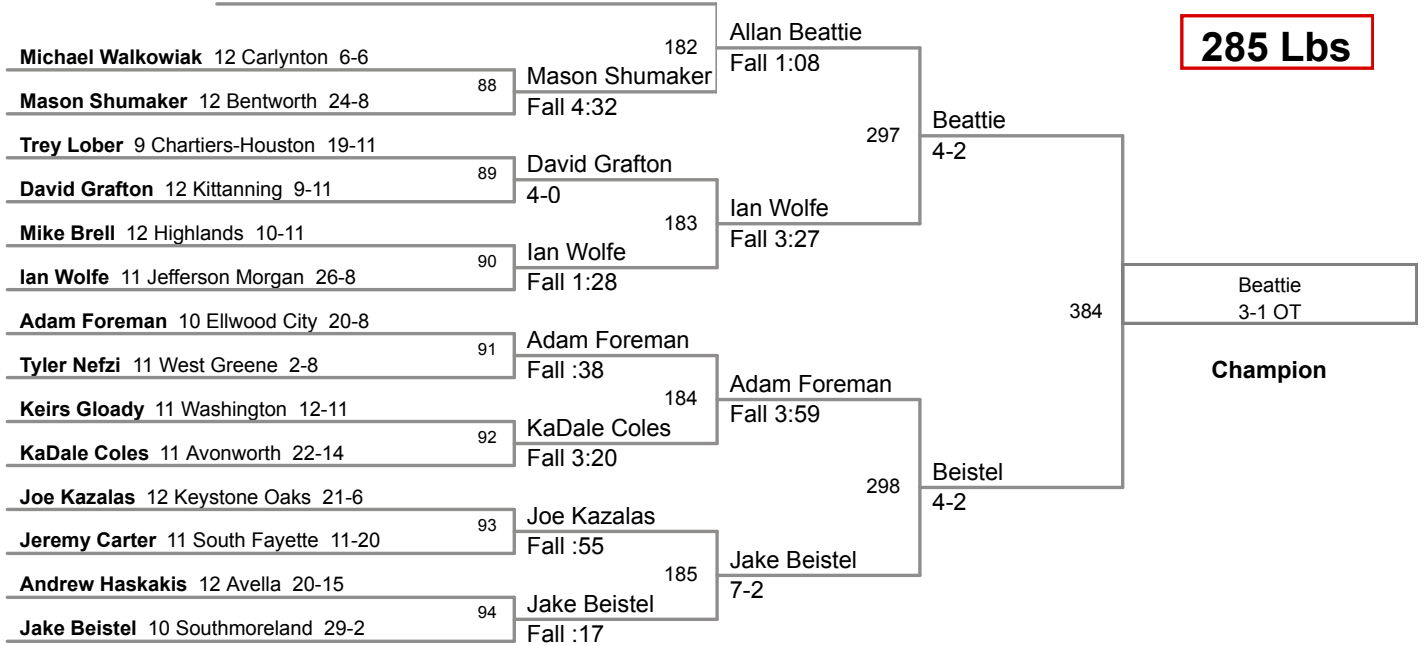 285 Lbs
Michael Walkowiak 12 Carlynton 6-6
Mason Shumaker 12 Bentworth 24-8
Trey Lober 9 Chartiers-Houston 19-11
David Grafton 12 Kittanning 9-11
Mike Brell 12 Highlands 10-11
Ian Wolfe 11 Jefferson Morgan 26-8
Adam Foreman 10 Ellwood City 20-8
Tyler Nefzi 11 West Greene 2-8
Keirs Gloady 11 Washington 12-11
KaDale Coles 11 Avonworth 22-14
Joe Kazalas 12 Keystone Oaks 21-6
Jeremy Carter 11 South Fayette 11-20
Andrew Haskakis 12 Avella 20-15
Jake Beistel 10 Southmoreland 29-2
88
89
90
91
92
93
94
Mason Shumaker
Fall 4:32
David Grafton
4-0
Ian Wolfe
Fall 1:28
Adam Foreman
Fall :38
KaDale Coles
Fall 3:20
Joe Kazalas
Fall :55
Jake Beistel
Fall :17
182
183
184
185
Allan Beattie
Fall 1:08
Ian Wolfe
Fall 3:27
Adam Foreman
Fall 3:59
Jake Beistel
7-2
297
298
Beattie
4-2
Beistel
4-2
384
Beattie
3-1 OT
Champion